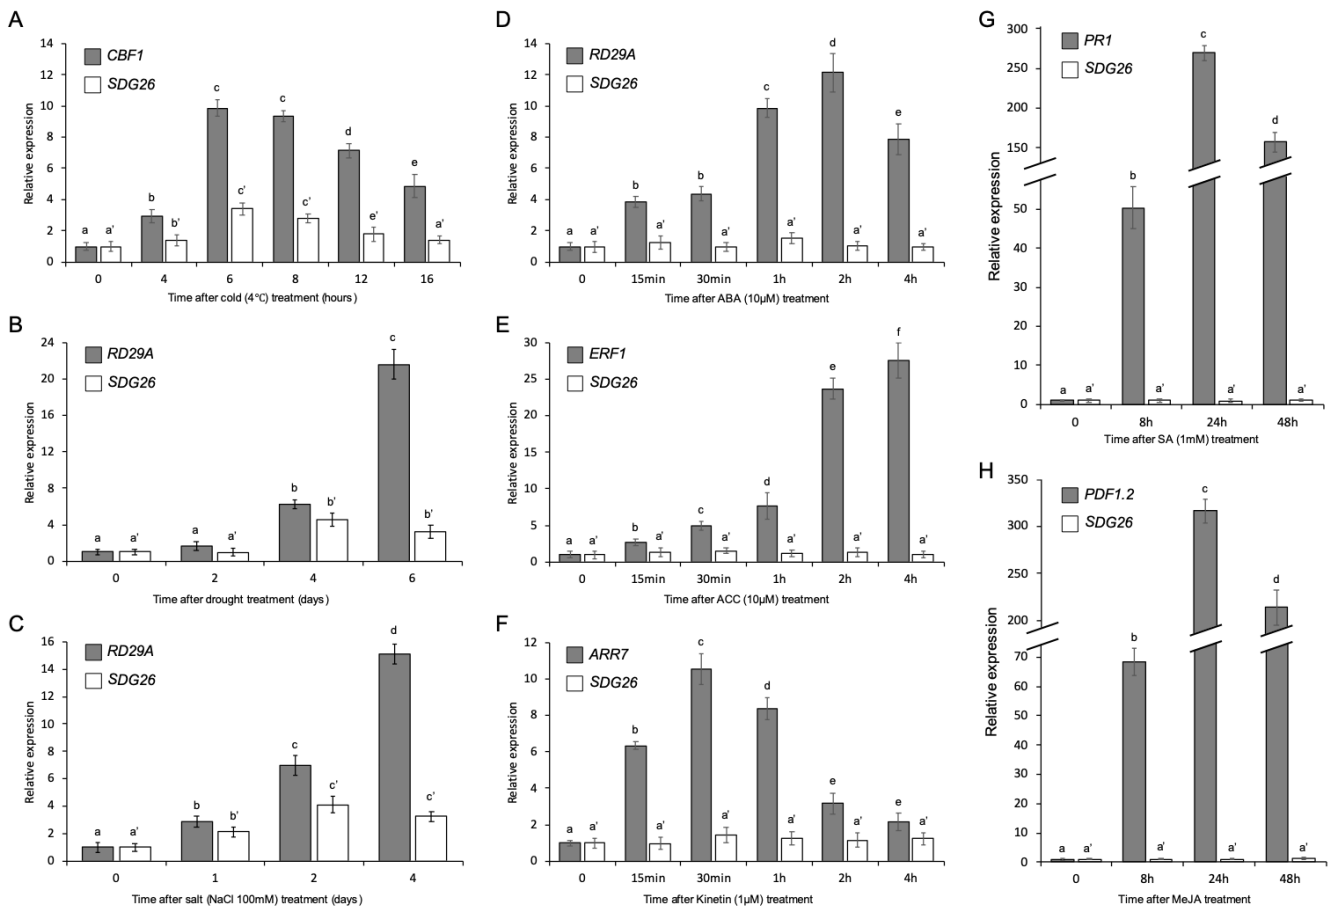 A
CBF1
SDG26
Relative expression
14
12
10
8
6
4
2
0
a a' b b' c c' c c' d e' e a'
0 4 6 8 12 16
Time after cold (4℃) treatment (hours)
B
RD29A
SDG26
Relative expression
24
20
16
12
8
4
0
a a' a a' b b' c b'
0 2 4 6
Time after drought treatment (days)
C
RD29A
SDG26
Relative expression
16
14
12
10
8
6
4
2
0
a a' b b' c c' d c'
0 1 2 4
Time after salt (NaCl 100mM) treatment (days)
D
RD29A
SDG26
Relative expression
14
12
10
8
6
4
2
0
a a' b a' b a' c a' d a' e a'
0 15min 30min 1h 2h 4h
Time after ABA (10μM) treatment
E
ERF1
SDG26
Relative expression
30
25
20
15
10
5
0
a a' b a' c a' d a' e a' f a'
0 15min 30min 1h 2h 4h
Time after ACC (10μM) treatment
F
ARR7
SDG26
Relative expression
12
10
8
6
4
2
0
a a' b a' c a' d a' e a' e a'
0 15min 30min 1h 2h 4h
Time after Kinetin (1μM) treatment
G
PR1
SDG26
Relative expression
300
250
200
150
50
40
30
20
10
0
a a' b a' c a' d a'
0 8h 24h 48h
Time after SA (1mM) treatment
H
PDF1.2
SDG26
Relative expression
350
300
250
200
70
60
50
40
30
20
10
0
a a' b a' c a' d a'
0 8h 24h 48h
Time after MeJA treatment